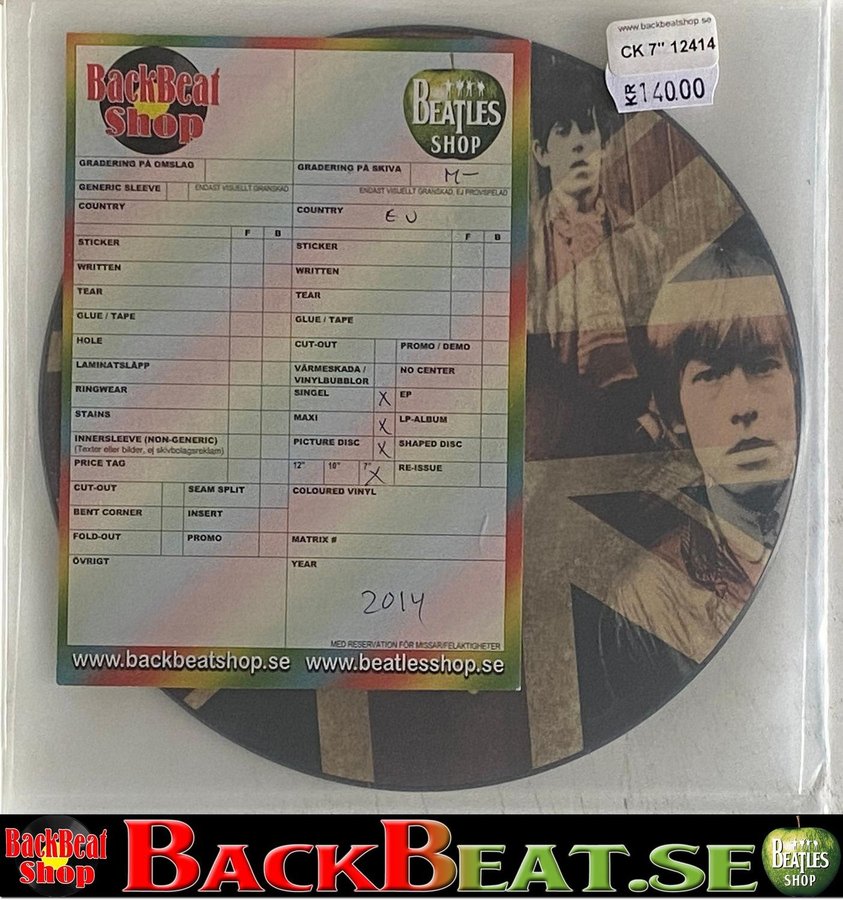 www.backbeatshop.se
CK 7" 12414
KR 140.00
BackBeat
Shop
BEATLES
SHOP
GRADERING PÅ OMSLAG
GENERIC SLEEVE
ENDAST VISUELLT GRANSKAD
COUNTRY
F B
STICKER
WRITTEN
TEAR
GLUE / TAPE
HOLE
LAMINATSLÄPP
RINGWEAR
STAINS
INNERSLEEVE (NON-GENERIC)
(Texter eller bilder, ej skivbolagsreklam)
PRICE TAG
CUT-OUT SEAM SPLIT
BENT CORNER INSERT
FOLD-OUT PROMO
ÖVRIGT
GRADERING PÅ SKIVA M-
ENDAST VISUELLT GRANSKAD, EJ PROVSPELAD
COUNTRY EU
F B
STICKER
WRITTEN
TEAR
GLUE / TAPE
CUT-OUT PROMO / DEMO
VÄRMESKADA / NO CENTER
VINYLBUBBLOR
SINGEL X EP
MAXI X LP-ALBUM
PICTURE DISC X SHAPED DISC
12" 10" 7" X RE-ISSUE
COLOURED VINYL
MATRIX #
YEAR
2014
MED RESERVATION FÖR MISSAR/FELAKTIGHETER
www.backbeatshop.se www.beatlesshop.se
BackBeat
Shop
BACKBEAT.SE
BEATLES
SHOP